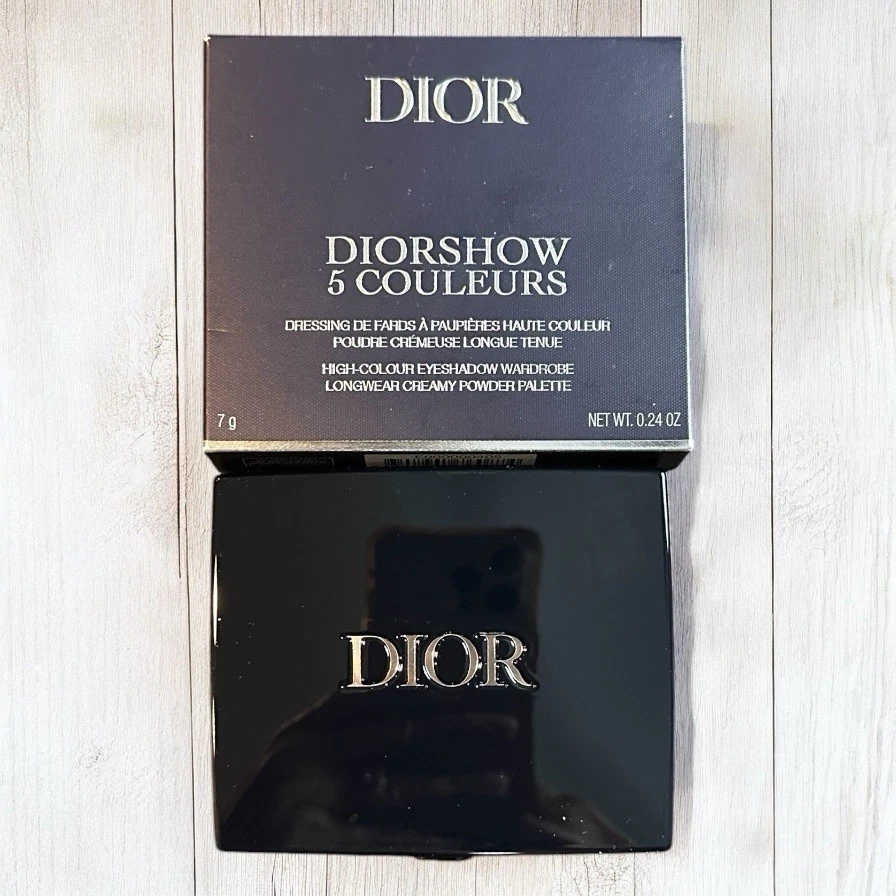 DIOR
DIORSHOW
5 COULEURS
DRESSING DE FARDS À PAUPIÈRES HAUTE COULEUR
POUDRE CRÉMEUSE LONGUE TENUE
HIGH-COLOUR EYESHADOW WARDROBE
LONGWEAR CREAMY POWDER PALETTE
7 g NET WT. 0.24 OZ
DIOR